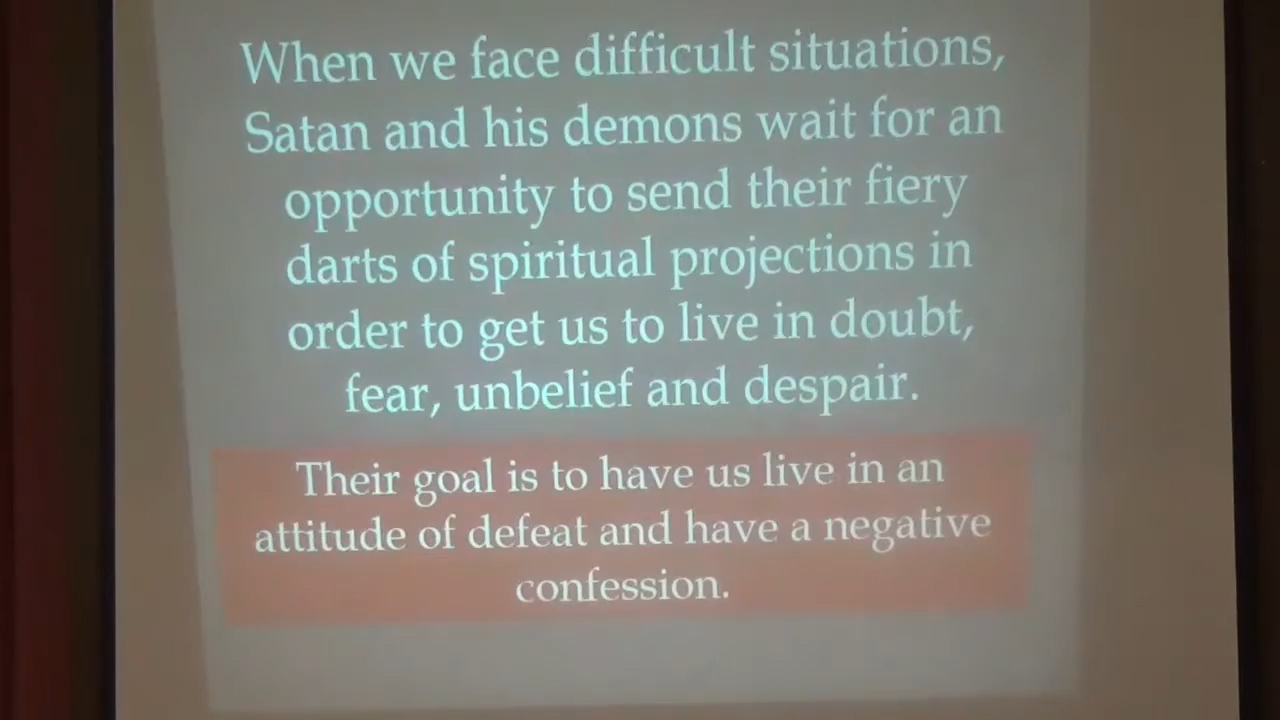 When we face difficult situations,
Satan and his demons wait for an
opportunity to send their fiery
darts of spiritual projections in
order to get us to live in doubt,
fear, unbelief and despair.
Their goal is to have us live in an
attitude of defeat and have a negative
confession.